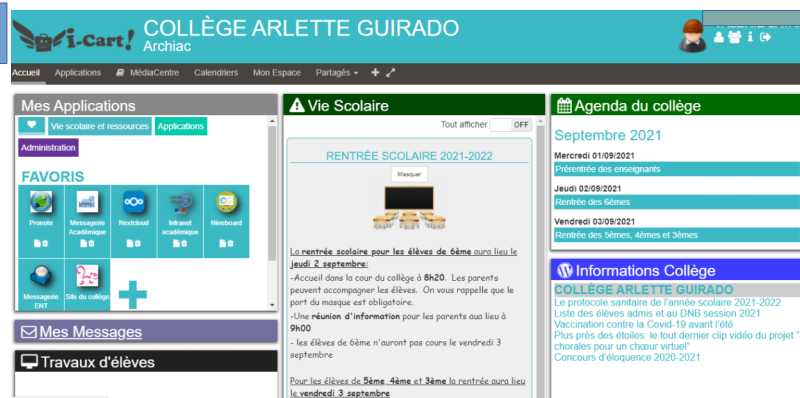 i-Cart!
COLLÈGE ARLETTE GUIRADO
Archiac
Accueil Applications MédiaCentre Calendriers Mon Espace Partagés
Mes Applications
Vie scolaire et ressources Applications
Administration
FAVORIS
Pronote Messagerie Académique Nextcloud Intranet académique Nineboard
Messagerie ENT Site du collège
Mes Messages
Travaux d'élèves
Vie Scolaire
Tout afficher OFF
RENTRÉE SCOLAIRE 2021-2022
Masquer
La rentrée scolaire pour les élèves de 6ème aura lieu le
jeudi 2 septembre:
-Accueil dans la cour du collège à 8h20. Les parents
peuvent accompagner les élèves. On vous rappelle que le
port du masque est obligatoire.
-Une réunion d'information pour les parents aua lieu à
9h00
- les élèves de 6ème n'auront pas cours le vendredi 3
septembre
Pour les élèves de 5ème, 4ème et 3ème la rentrée aura lieu
le vendredi 3 septembre
Agenda du collège
Septembre 2021
Mercredi 01/09/2021
Prérentrée des enseignants
Jeudi 02/09/2021
Rentrée des 6èmes
Vendredi 03/09/2021
Rentrée des 5èmes, 4èmes et 3èmes
Informations Collège
COLLÈGE ARLETTE GUIRADO
Le protocole sanitaire de l'année scolaire 2021-2022
Liste des élèves admis et au DNB session 2021
Vaccination contre la Covid-19 avant l'été
Plus près des étoiles: le tout dernier clip vidéo du projet "
chorales pour un chœur virtuel"
Concours d'éloquence 2020-2021